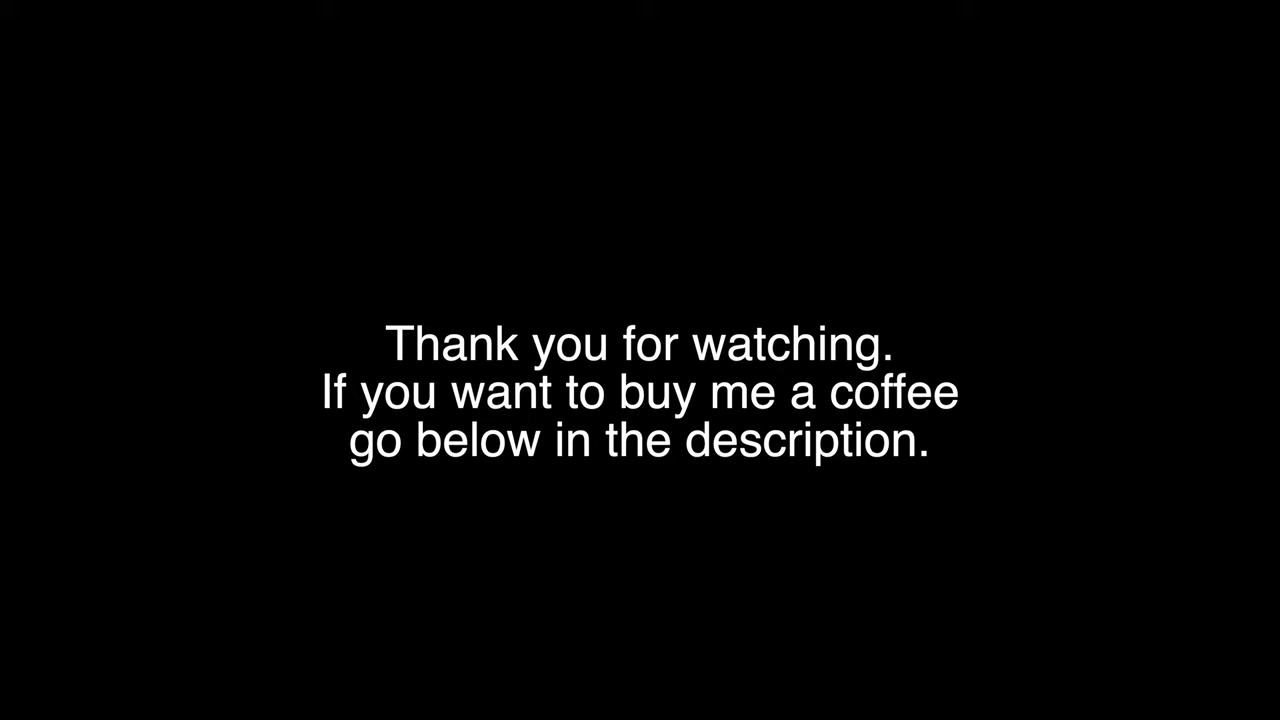 Thank you for watching.
If you want to buy me a coffee
go below in the description.